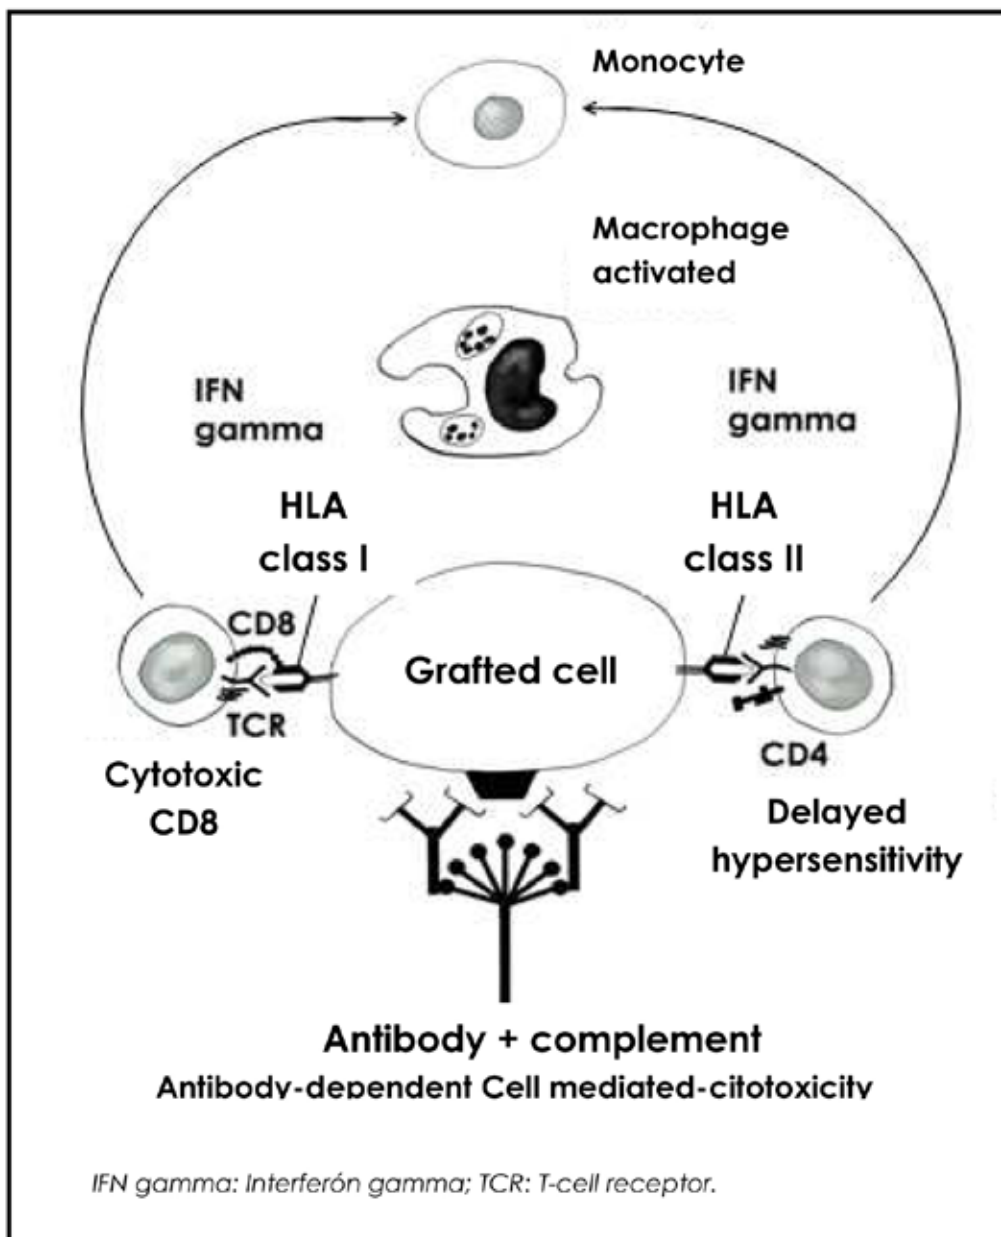 Monocyte
Macrophage
activated
IFN
gamma
IFN
gamma
HLA
class I
HLA
class II
CD8
Grafted cell
TCR
CD4
Cytotoxic
CD8
Delayed
hypersensitivity
Antibody + complement
Antibody-dependent Cell mediated-citotoxicity
IFN gamma: Interferón gamma; TCR: T-cell receptor.